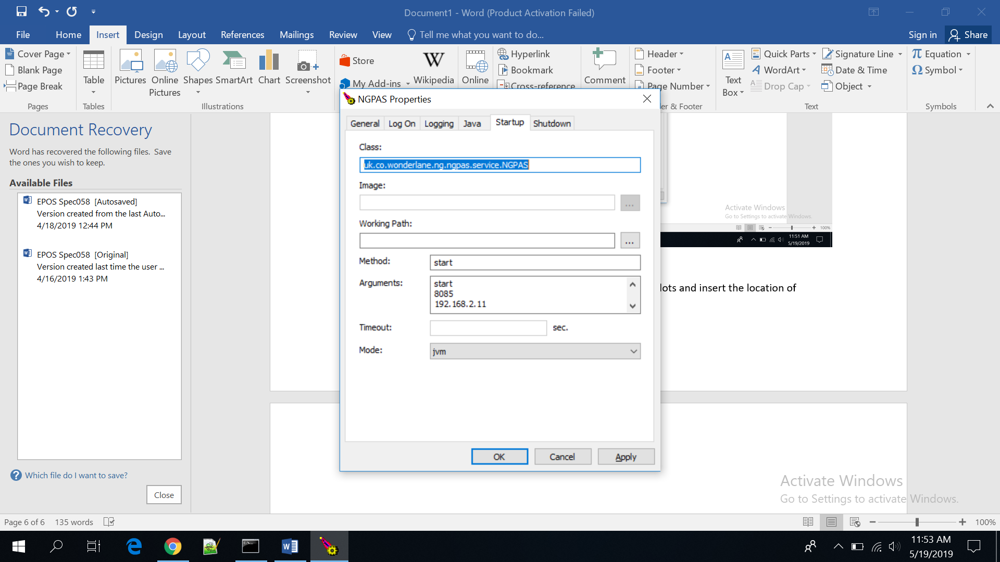 Document1 - Word (Product Activation Failed)
File Home Insert Design Layout References Mailings Review View Tell me what you want to do... Sign in Share
Cover Page
Blank Page
Page Break
Pages
Table
Tables
Pictures
Online Pictures
Shapes
SmartArt
Chart
Screenshot
Illustrations
Store
My Add-ins
Wikipedia
Online
Hyperlink
Bookmark
Cross-reference
Comment
Header
Footer
Page Number
er & Footer
Text Box
Quick Parts
WordArt
Drop Cap
Signature Line
Date & Time
Object
Text
Equation
Symbol
Symbols
Document Recovery
Word has recovered the following files. Save
the ones you wish to keep.
Available Files
EPOS Spec058 [Autosaved]
Version created from the last Auto...
4/18/2019 12:44 PM
EPOS Spec058 [Original]
Version created last time the user ...
4/16/2019 1:43 PM
Which file do I want to save?
Close
NGPAS Properties
General Log On Logging Java Startup Shutdown
Class:
uk.co.wonderlane.ng.ngpas.service.NGPAS
Image:
...
Working Path:
...
Method: start
Arguments: start
8085
192.168.2.11
Timeout: sec.
Mode: jvm
OK Cancel Apply
Activate Windows
Go to Settings to activate Windows.
100%
11:51 AM
5/19/2019
lots and insert the location of
Activate Windows
Go to Settings to activate Windows.
Page 6 of 6 135 words
100%
11:53 AM
5/19/2019